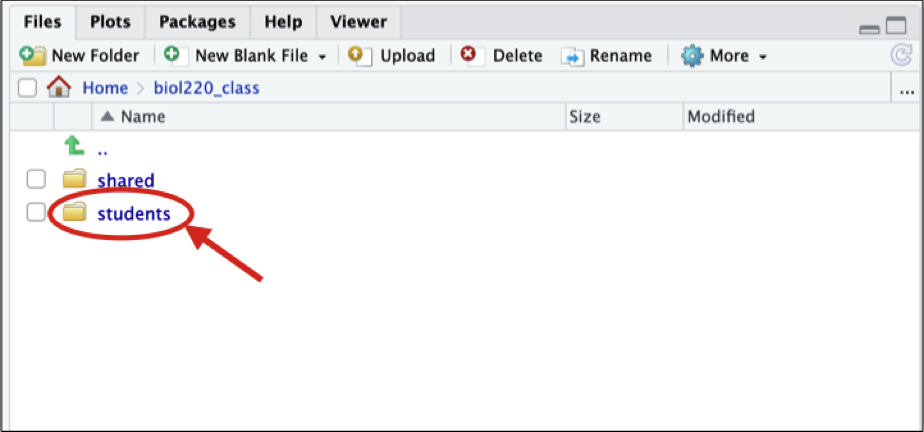 Files Plots Packages Help Viewer
New Folder New Blank File Upload Delete Rename More
Home biol220_class ...
Name Size Modified
..
shared
students